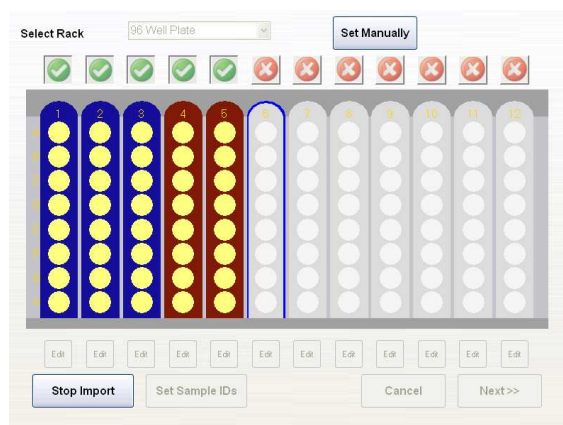 Select Rack 96 Well Plate Set Manually
1 2 3 4 5 6 7 8 9 10 11 12
Edit Edit Edit Edit Edit Edit Edit Edit Edit Edit Edit Edit
Stop Import Set Sample IDs Cancel Next >>